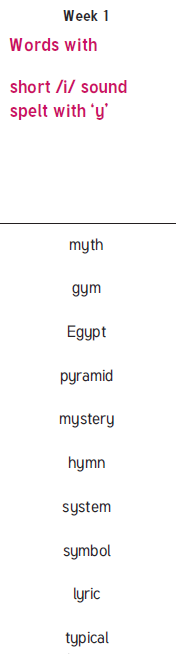 Week 1
Words with
short /i/ sound
spelt with ‘y’
myth
gym
Egypt
pyramid
mystery
hymn
system
symbol
lyric
typical